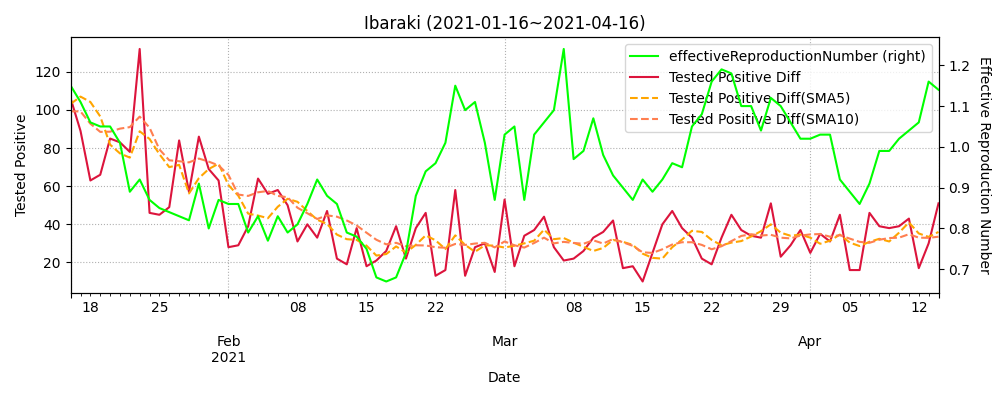 Ibaraki (2021-01-16~2021-04-16)
effectiveReproductionNumber (right)
Tested Positive Diff
Tested Positive Diff(SMA5)
Tested Positive Diff(SMA10)
Tested Positive
120
100
80
60
40
20
1.2
1.1
1.0
0.9
0.8
0.7
Effective Reproduction Number
18 25 08 15 22 08 15 22 29 05 12
Feb Mar Apr
2021
Date